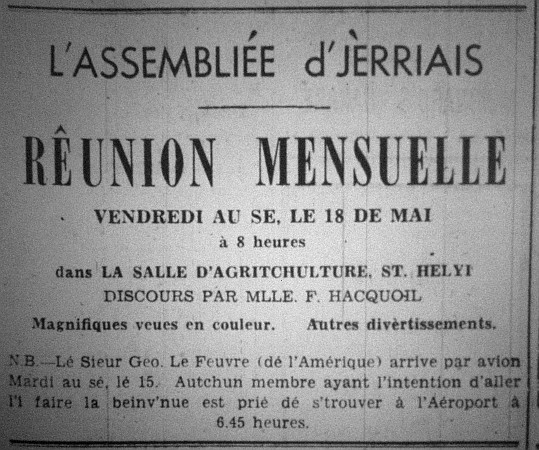 L'ASSEMBLIÉE d'JÈRRIAIS
RÊUNION MENSUELLE
VENDREDI AU SE, LE 18 DE MAI
à 8 heures
dans LA SALLE D'AGRITCHULTURE, ST. HÉLYI
DISCOURS PAR MLLE. F. HACQUOIL
Magnifiques veues en couleur. Autres divèrtissements.
N.B.—Lé Sieur Geo. Le Feuvre (dé l'Amérique) arrive par avion
Mardi au sé, lé 15. Autchun membre ayant l'intention d'aller
l'i faire la beinv'nue est prié dé s'trouver à l'Aéroport à
6.45 heures.